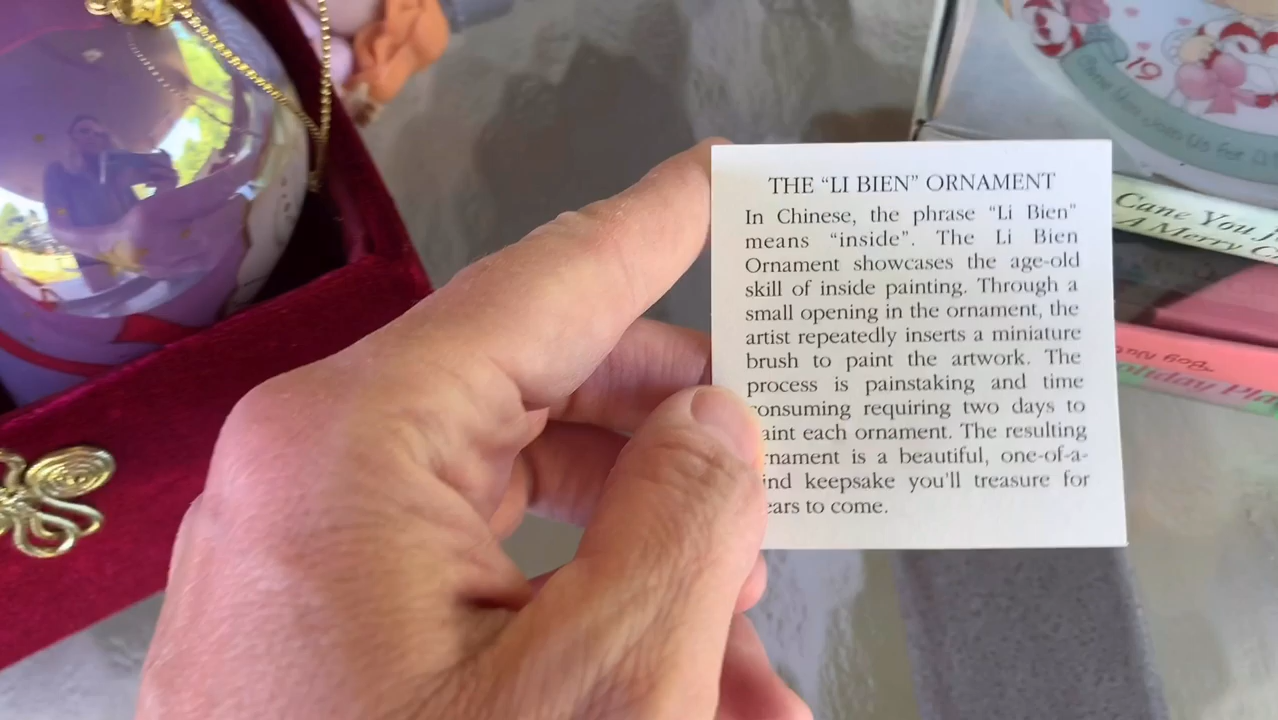 THE “LI BIEN” ORNAMENT
In Chinese, the phrase “Li Bien”
means “inside”. The Li Bien
Ornament showcases the age-old
skill of inside painting. Through a
small opening in the ornament, the
artist repeatedly inserts a miniature
brush to paint the artwork. The
process is painstaking and time
onsuming requiring two days to
aint each ornament. The resulting
rnament is a beautiful, one-of-a-
ind keepsake you'll treasure for
ears to come.
19
Cane You
A Merry C